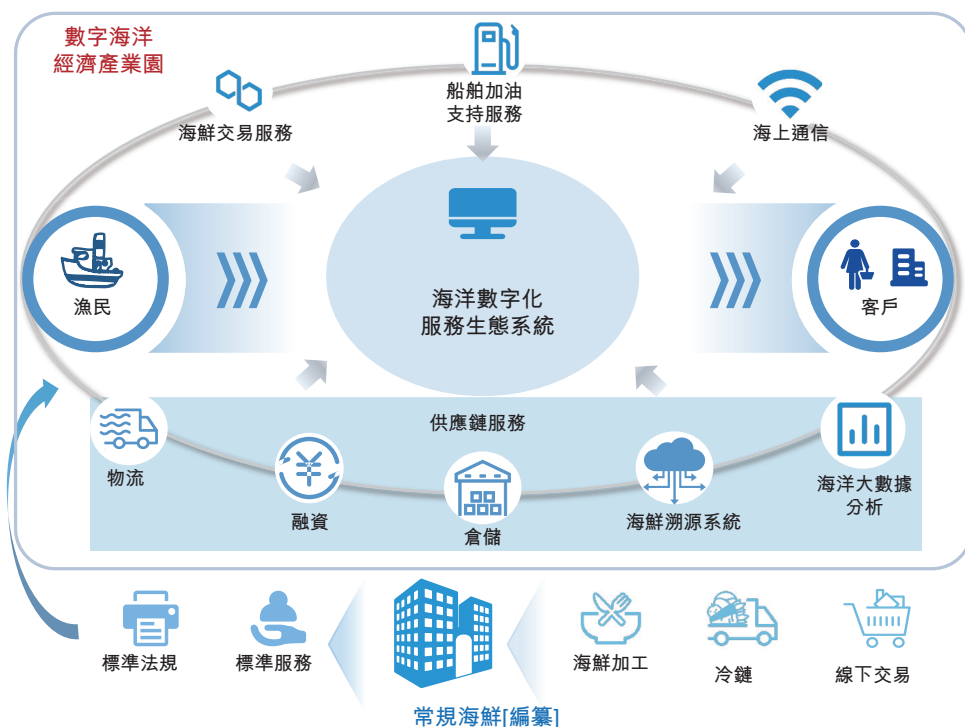 數字海洋
經濟產業園
海鮮交易服務
船舶加油
支持服務
海上通信
漁民
海洋數字化
服務生態系統
客戶
供應鏈服務
物流
融資
倉儲
海鮮溯源系統
海洋大數據
分析
標準法規
標準服務
海鮮加工
冷鏈
線下交易
常規海鮮[編纂]